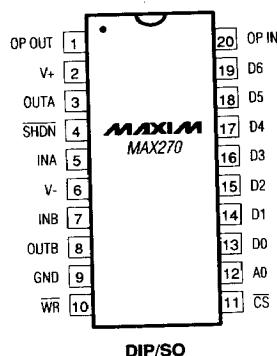 OP OUT 1 20 OP IN
V+ 2 19 D6
OUTA 3 18 D5
SHDN 4 17 D4
INA 5 16 D3
V- 6 15 D2
INB 7 14 D1
OUTB 8 13 D0
GND 9 12 A0
WR 10 11 CS
MAXIM
MAX270
DIP/SO